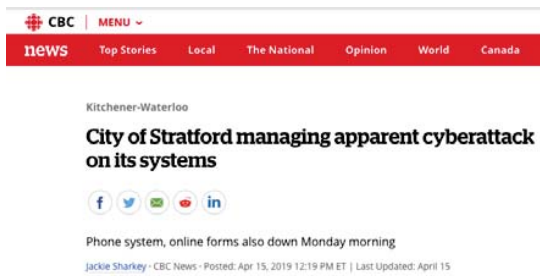 CBC | MENU
news Top Stories Local The National Opinion World Canada
Kitchener-Waterloo
City of Stratford managing apparent cyberattack
on its systems
Phone system, online forms also down Monday morning
Jackie Sharkey · CBC News · Posted: Apr 15, 2019 12:19 PM ET | Last Updated: April 15